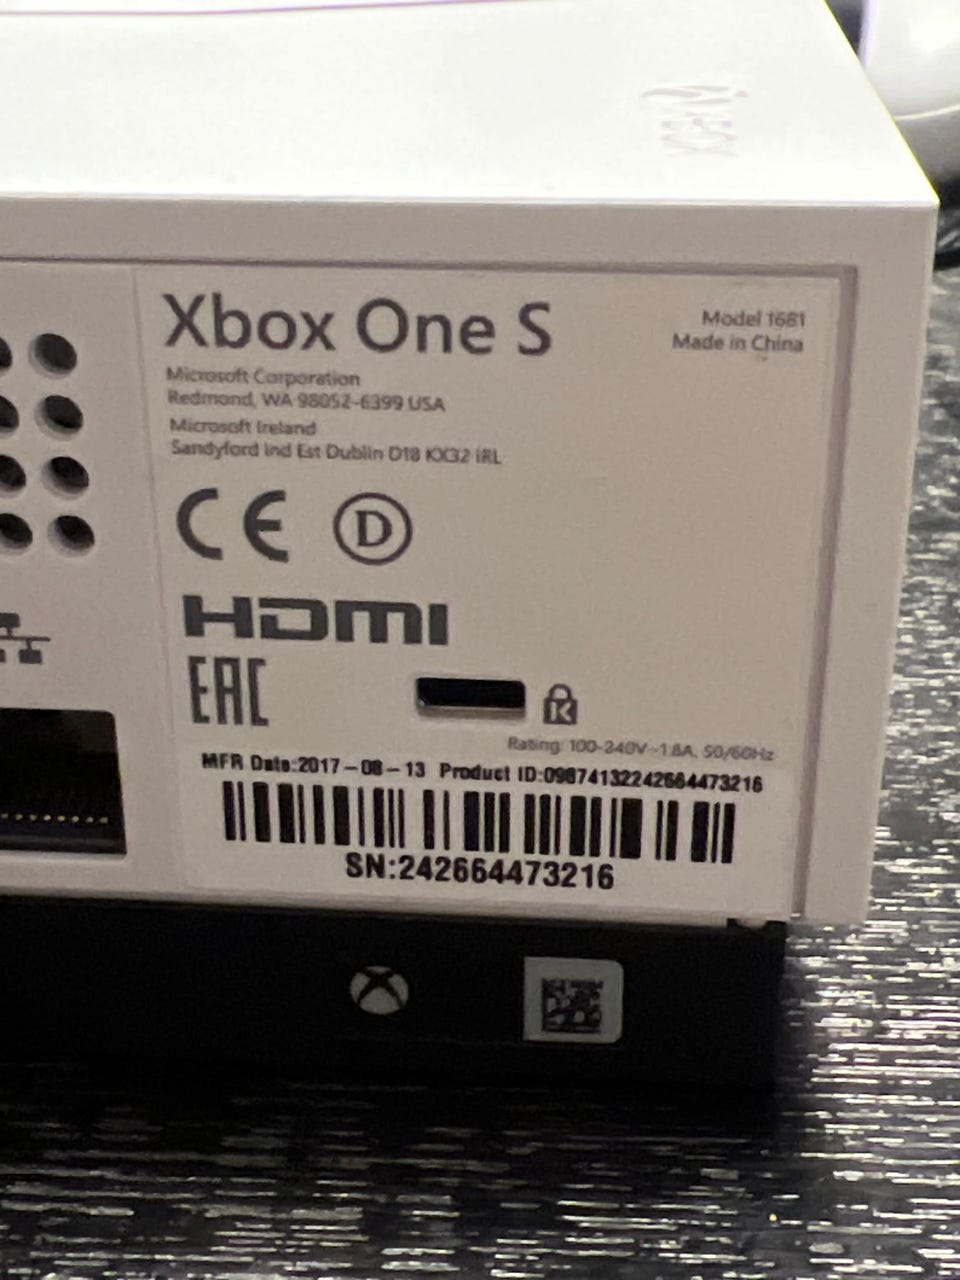 XBOX
Xbox One S
Model 1681
Made in China
Microsoft Corporation
Redmond, WA 98052-6399 USA
Microsoft Ireland
Sandyford Ind Est Dublin D18 KX32 IRL
CE D
HDMI
EAC
K
Rating: 100-240V~1.8A, 50/60Hz
MFR Date:2017-08-13 Product ID:09874132242664473216
SN:242664473216